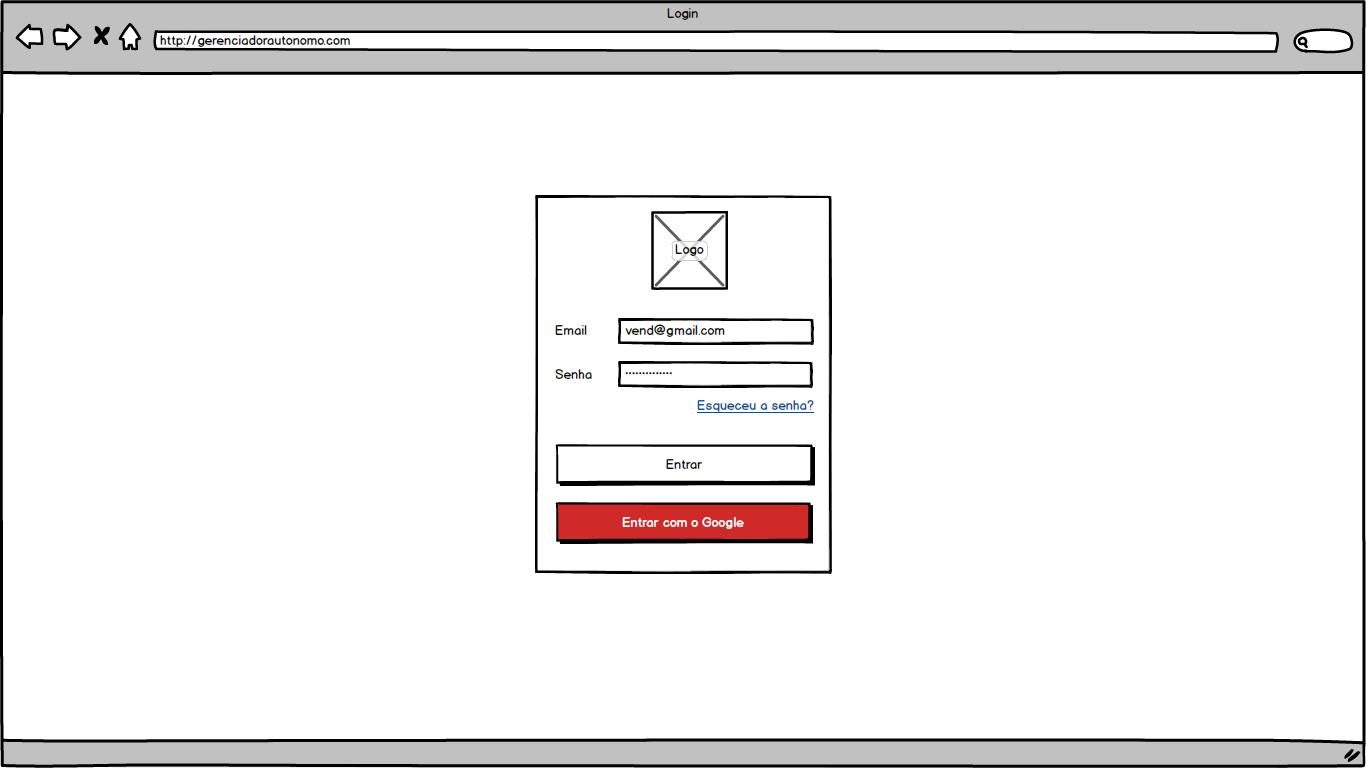 Login
http://gerenciadorautonomo.com
Logo
Email
vend@gmail.com
Senha
··············
Esqueceu a senha?
Entrar
Entrar com o Google